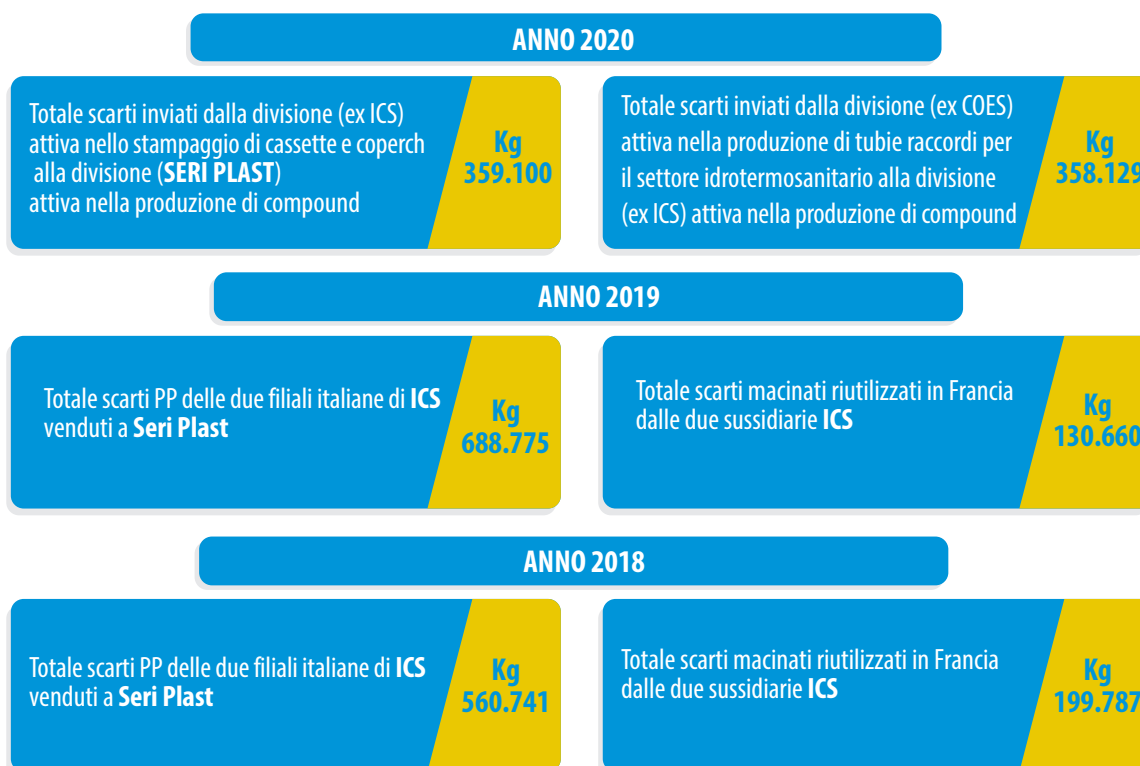 ANNO 2020
Totale scarti inviati dalla divisione (ex ICS)
attiva nello stampaggio di cassette e coperch
alla divisione (SERI PLAST)
attiva nella produzione di compound
Kg
359.100
Totale scarti inviati dalla divisione (ex COES)
attiva nella produzione di tubie raccordi per
il settore idrotermosanitario alla divisione
(ex ICS) attiva nella produzione di compound
Kg
358.129
ANNO 2019
Totale scarti PP delle due filiali italiane di ICS
venduti a Seri Plast
Kg
688.775
Totale scarti macinati riutilizzati in Francia
dalle due sussidiarie ICS
Kg
130.660
ANNO 2018
Totale scarti PP delle due filiali italiane di ICS
venduti a Seri Plast
Kg
560.741
Totale scarti macinati riutilizzati in Francia
dalle due sussidiarie ICS
Kg
199.787